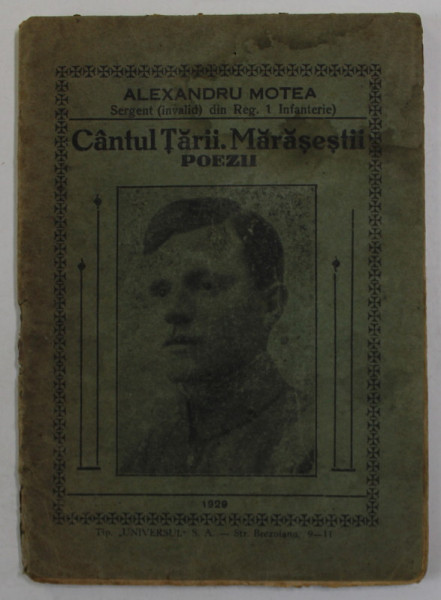 ALEXANDRU MOTEA
Sergent (invalid) din Reg. 1 Infanterie)
Cântul Țării. Mărășeștii
POEZII
1929
Tip. „UNIVERSUL" S. A. — Str. Brezoianu, 9—11